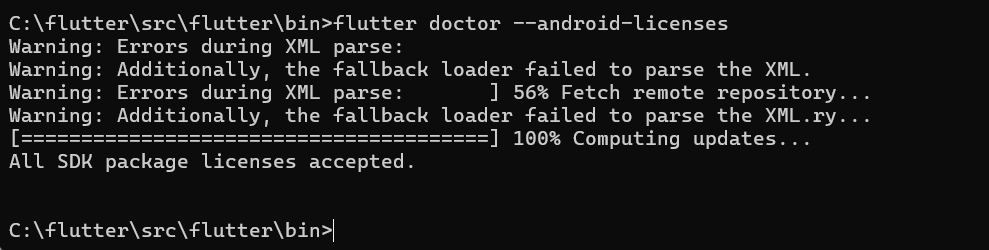 C:\flutter\src\flutter\bin>flutter doctor --android-licenses
Warning: Errors during XML parse:
Warning: Additionally, the fallback loader failed to parse the XML.
Warning: Errors during XML parse:       ] 56% Fetch remote repository...
Warning: Additionally, the fallback loader failed to parse the XML.ry...
[=======================================] 100% Computing updates...
All SDK package licenses accepted.
C:\flutter\src\flutter\bin>